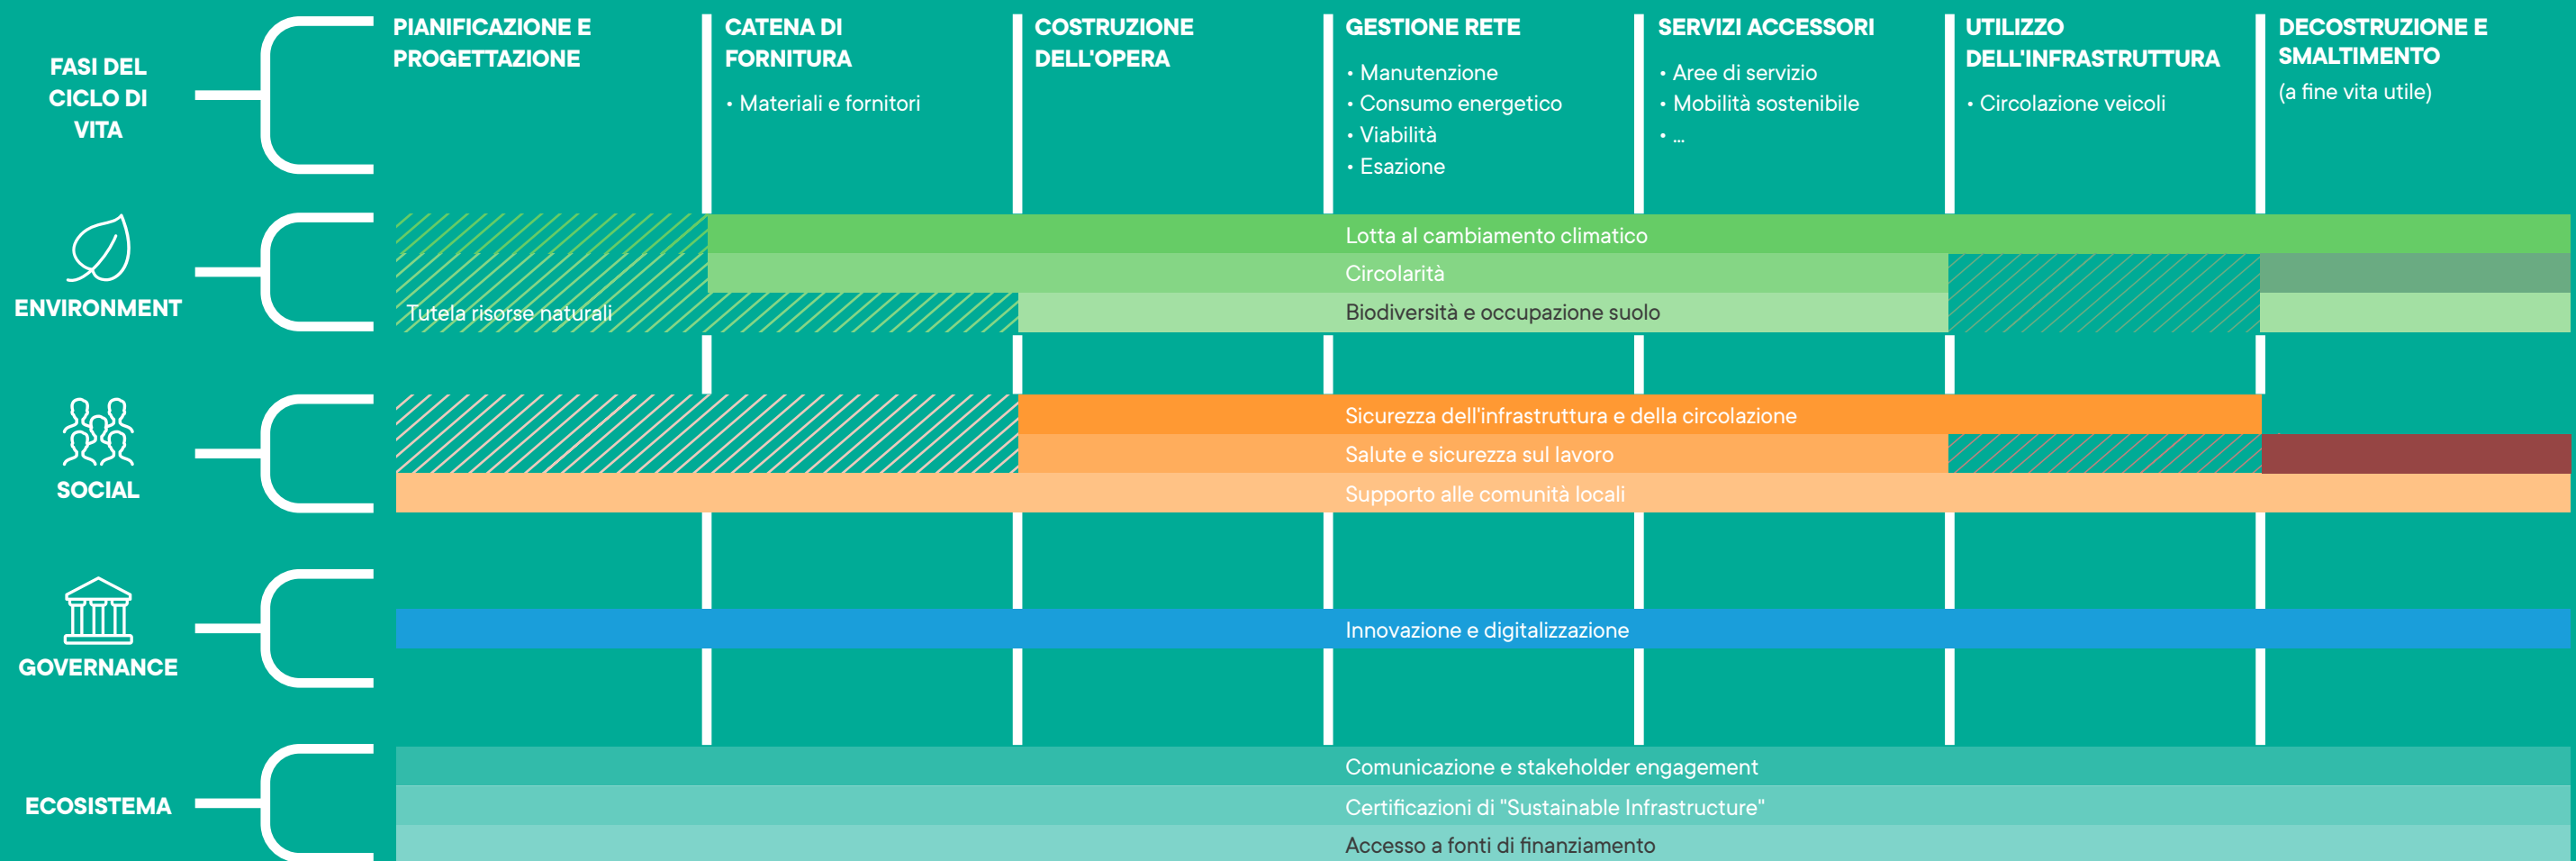 FASI DEL
CICLO DI
VITA
PIANIFICAZIONE E
PROGETTAZIONE
CATENA DI
FORNITURA
• Materiali e fornitori
COSTRUZIONE
DELL'OPERA
GESTIONE RETE
• Manutenzione
• Consumo energetico
• Viabilità
• Esazione
SERVIZI ACCESSORI
• Aree di servizio
• Mobilità sostenibile
• ...
UTILIZZO
DELL'INFRASTRUTTURA
• Circolazione veicoli
DECOSTRUZIONE E
SMALTIMENTO
(a fine vita utile)
ENVIRONMENT
Lotta al cambiamento climatico
Circolarità
Tutela risorse naturali
Biodiversità e occupazione suolo
SOCIAL
Sicurezza dell'infrastruttura e della circolazione
Salute e sicurezza sul lavoro
Supporto alle comunità locali
GOVERNANCE
Innovazione e digitalizzazione
ECOSISTEMA
Comunicazione e stakeholder engagement
Certificazioni di "Sustainable Infrastructure"
Accesso a fonti di finanziamento